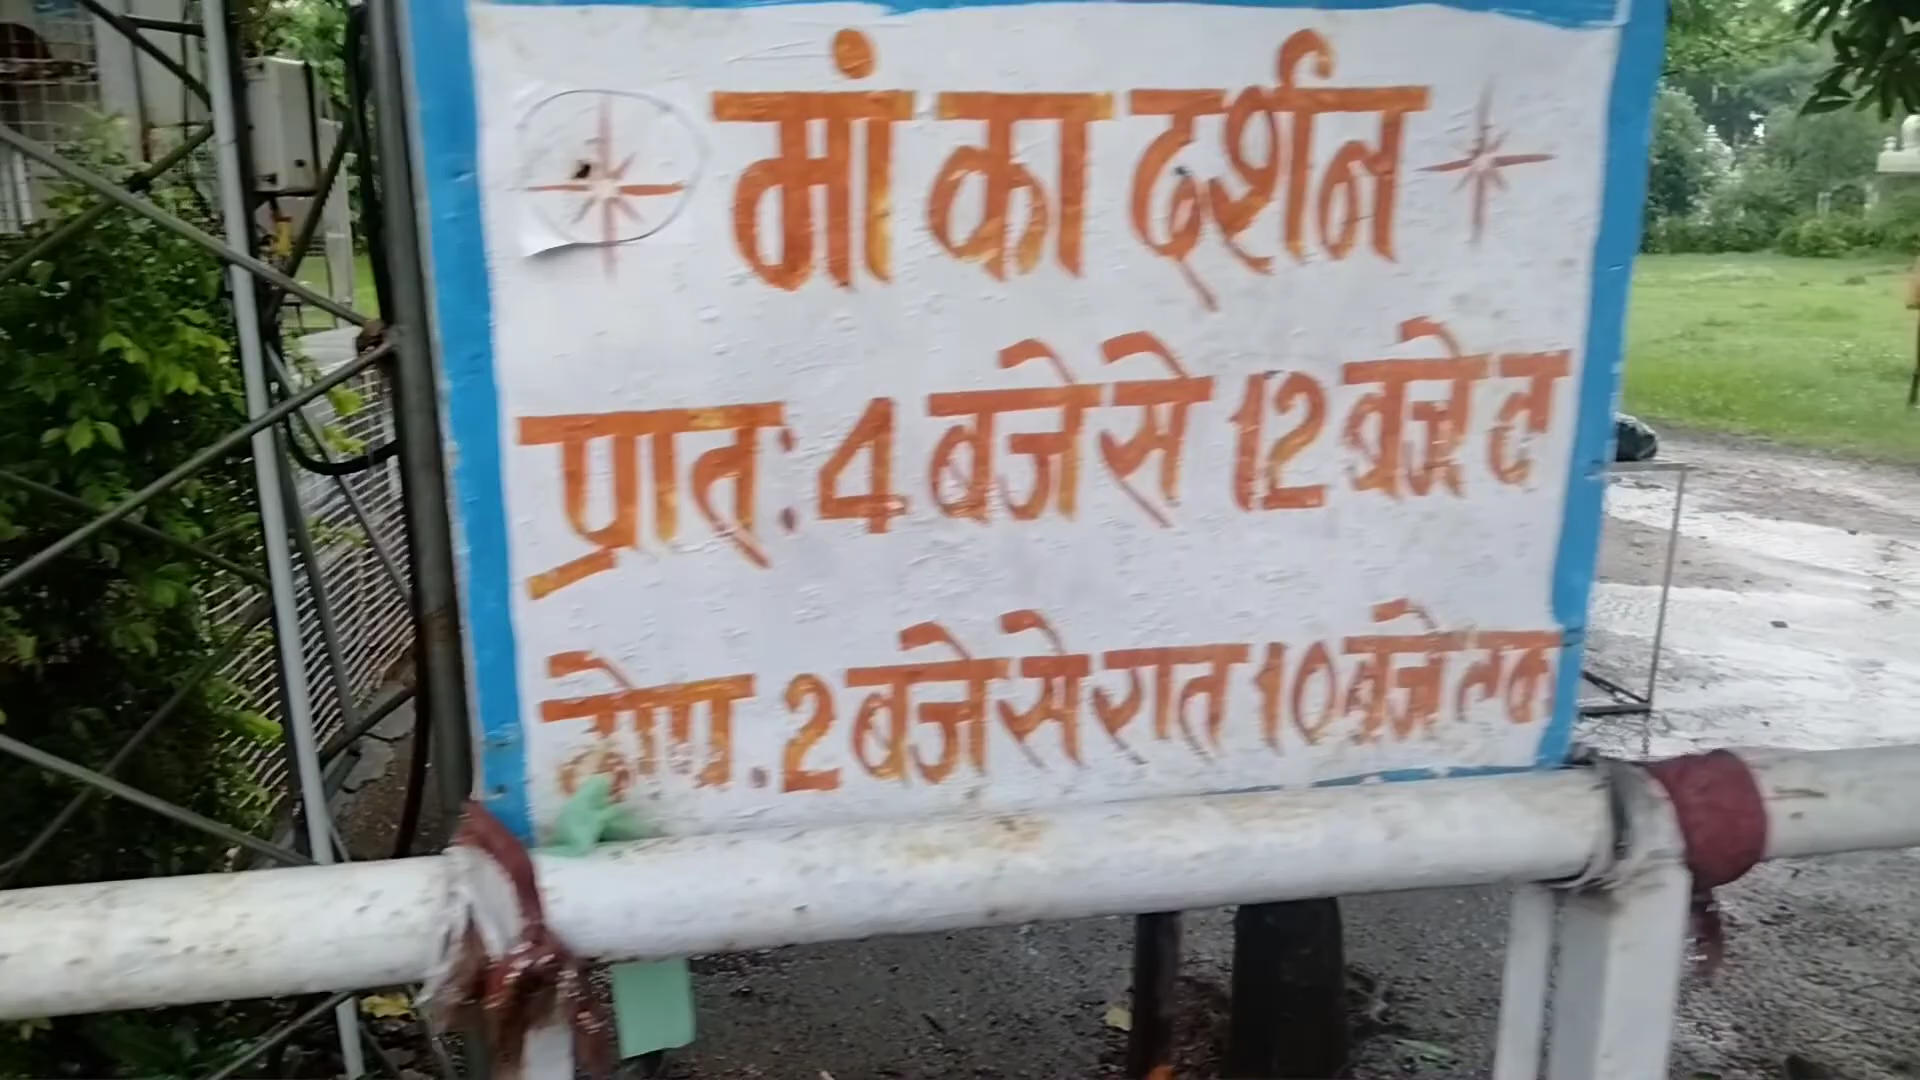 मां का दर्शन
प्रात्: 4 बजे से 12 बजे त
2 बजे से रात 10 बजे तक